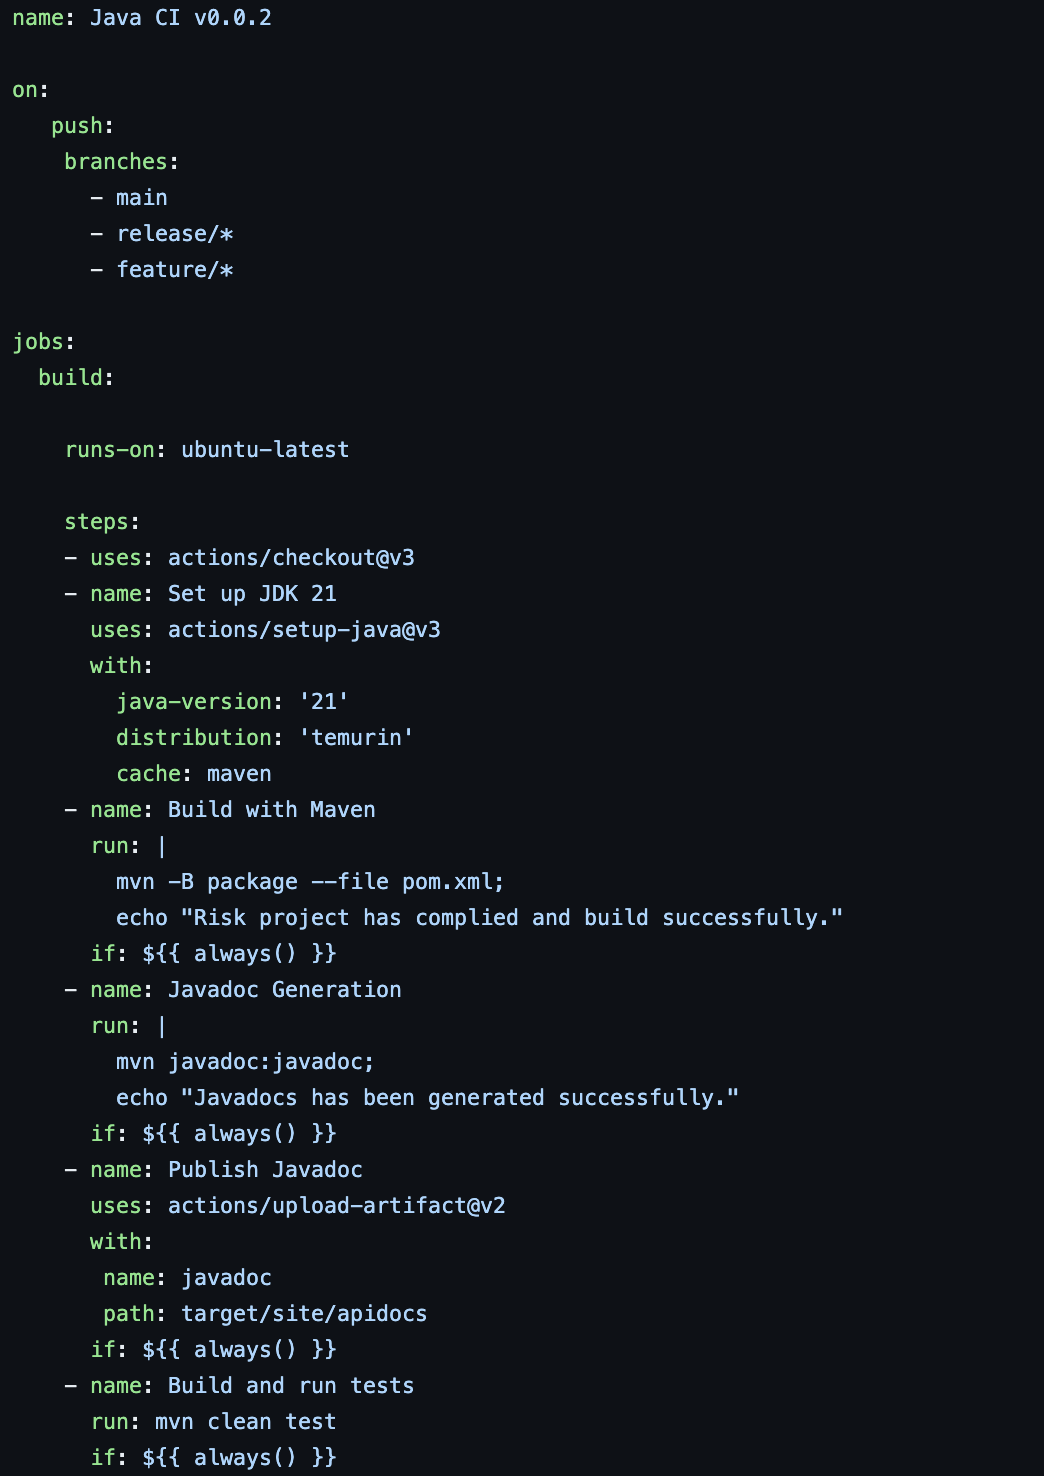 name: Java CI v0.0.2
on:
push:
branches:
- main
- release/*
- feature/*
jobs:
build:
runs-on: ubuntu-latest
steps:
- uses: actions/checkout@v3
- name: Set up JDK 21
uses: actions/setup-java@v3
with:
java-version: '21'
distribution: 'temurin'
cache: maven
- name: Build with Maven
run: |
mvn -B package --file pom.xml;
echo "Risk project has complied and build successfully."
if: ${{ always() }}
- name: Javadoc Generation
run: |
mvn javadoc:javadoc;
echo "Javadocs has been generated successfully."
if: ${{ always() }}
- name: Publish Javadoc
uses: actions/upload-artifact@v2
with:
name: javadoc
path: target/site/apidocs
if: ${{ always() }}
- name: Build and run tests
run: mvn clean test
if: ${{ always() }}